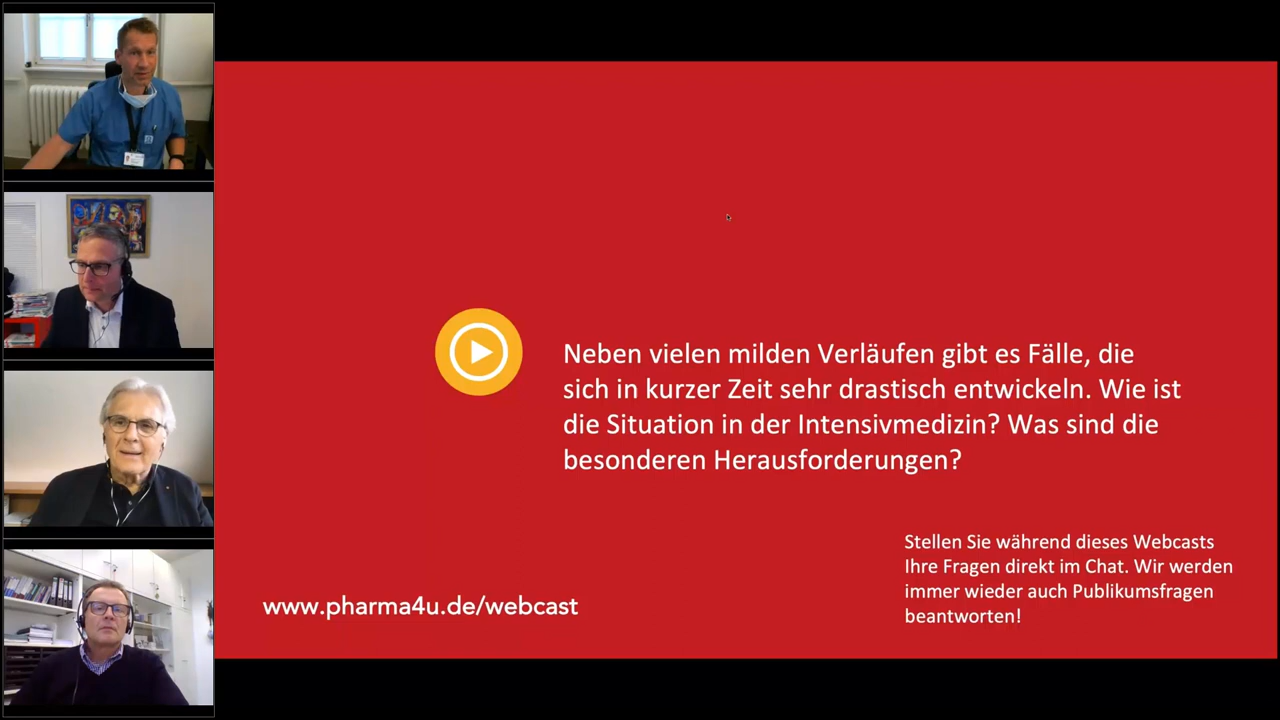 Neben vielen milden Verläufen gibt es Fälle, die
sich in kurzer Zeit sehr drastisch entwickeln. Wie ist
die Situation in der Intensivmedizin? Was sind die
besonderen Herausforderungen?
Stellen Sie während dieses Webcasts
Ihre Fragen direkt im Chat. Wir werden
immer wieder auch Publikumsfragen
beantworten!
www.pharma4u.de/webcast